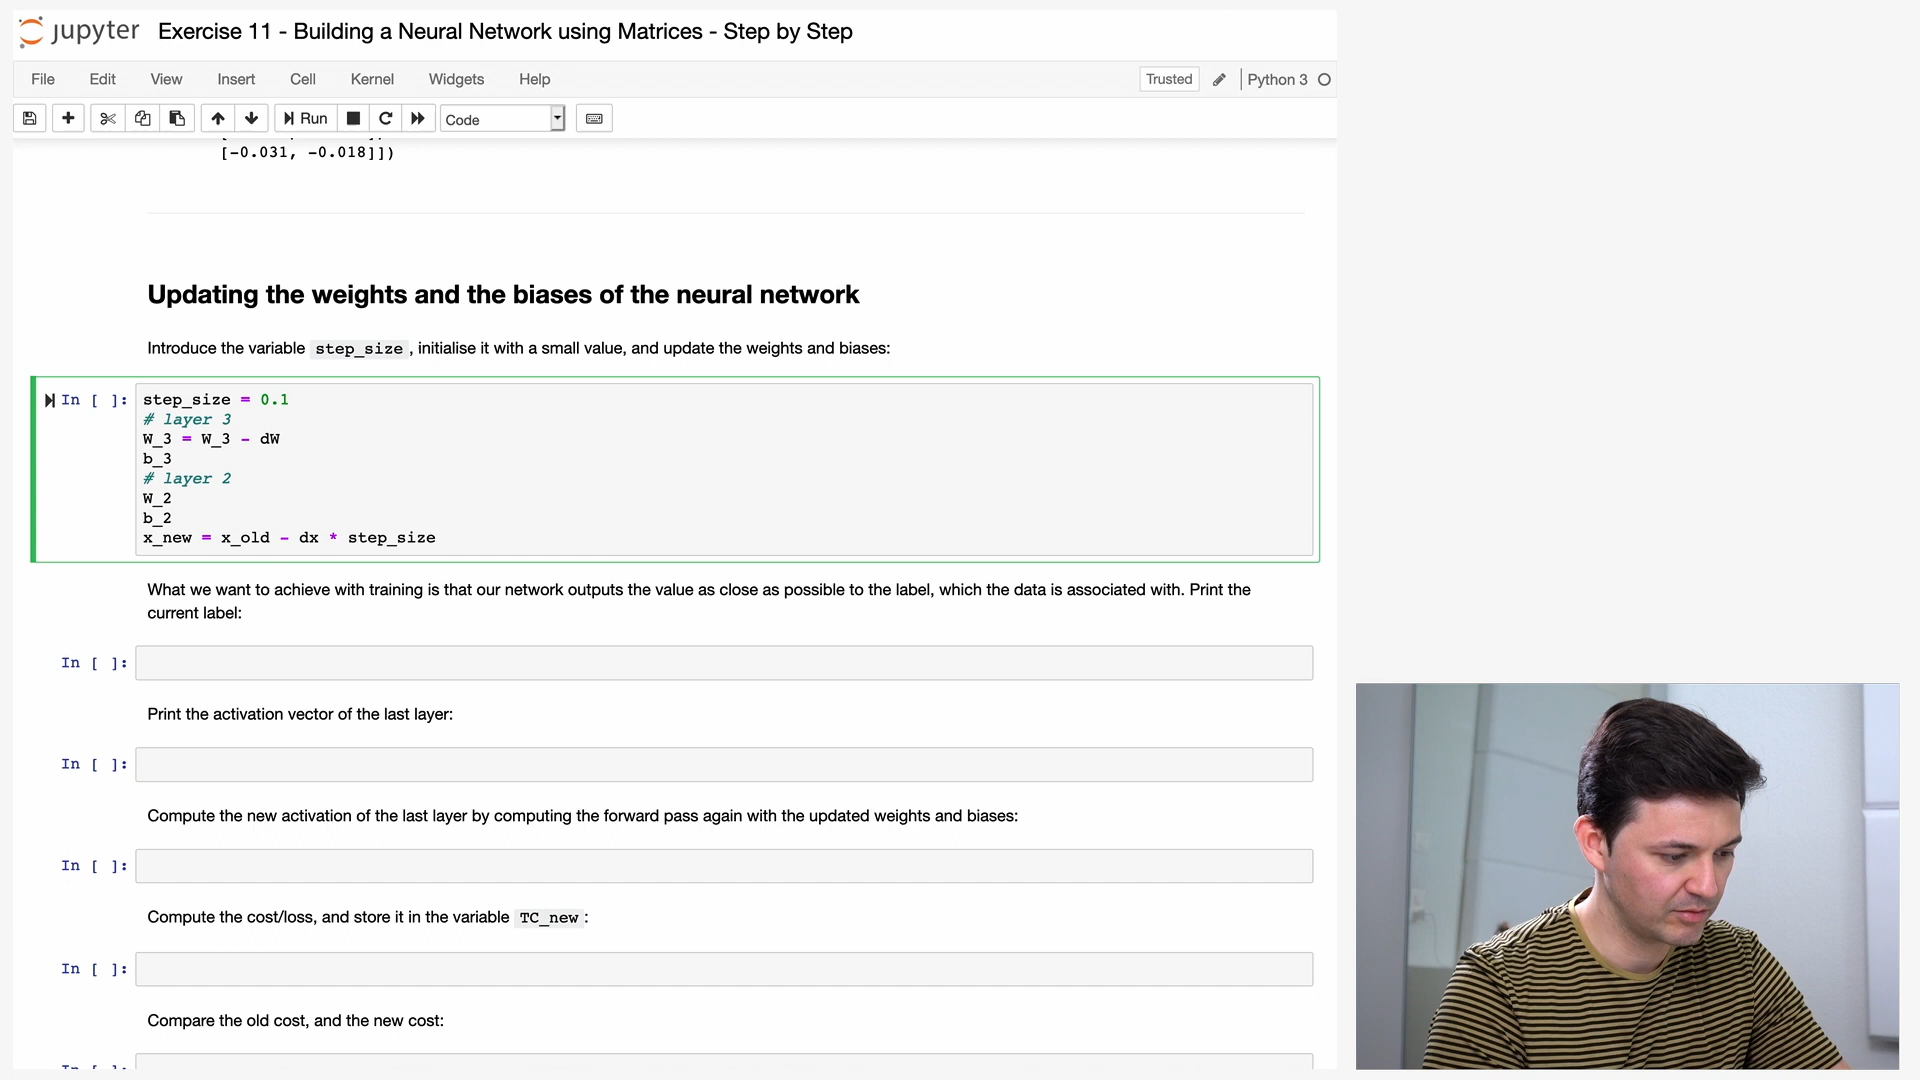 jupyter Exercise 11 - Building a Neural Network using Matrices - Step by Step
File Edit View Insert Cell Kernel Widgets Help Trusted Python 3
Run Code
[-0.031, -0.018]])
Updating the weights and the biases of the neural network
Introduce the variable step_size , initialise it with a small value, and update the weights and biases:
In [ ]: step_size = 0.1
# layer 3
W_3 = W_3 - dW
b_3
# layer 2
W_2
b_2
x_new = x_old - dx * step_size
What we want to achieve with training is that our network outputs the value as close as possible to the label, which the data is associated with. Print the
current label:
In [ ]:
Print the activation vector of the last layer:
In [ ]:
Compute the new activation of the last layer by computing the forward pass again with the updated weights and biases:
In [ ]:
Compute the cost/loss, and store it in the variable TC_new :
In [ ]:
Compare the old cost, and the new cost: